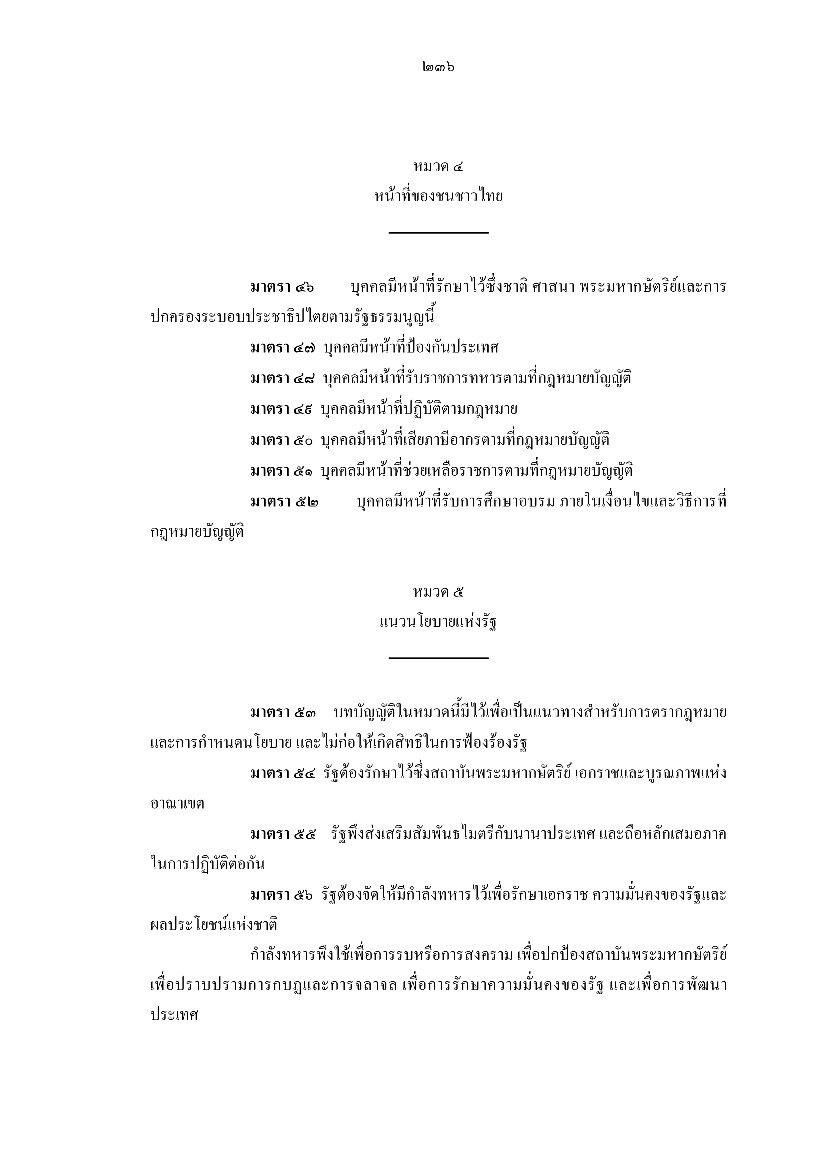 ๒๓๖
หมวด ๔
หน้าที่ของชนชาวไทย
มาตรา ๔๖ บุคคลมีหน้าที่รักษาไว้ซึ่งชาติ ศาสนา พระมหากษัตริย์และการ
ปกครองระบอบประชาธิปไตยตามรัฐธรรมนูญนี้
มาตรา ๔๗ บุคคลมีหน้าที่ป้องกันประเทศ
มาตรา ๔๘ บุคคลมีหน้าที่รับราชการทหารตามที่กฎหมายบัญญัติ
มาตรา ๔๙ บุคคลมีหน้าที่ปฏิบัติตามกฎหมาย
มาตรา ๕๐ บุคคลมีหน้าที่เสียภาษีอากรตามที่กฎหมายบัญญัติ
มาตรา ๕๑ บุคคลมีหน้าที่ช่วยเหลือราชการตามที่กฎหมายบัญญัติ
มาตรา ๕๒ บุคคลมีหน้าที่รับการศึกษาอบรม ภายในเงื่อนไขและวิธีการที่
กฎหมายบัญญัติ
หมวด ๕
แนวนโยบายแห่งรัฐ
มาตรา ๕๓ บทบัญญัติในหมวดนี้มีไว้เพื่อเป็นแนวทางสำหรับการตรากฎหมาย
และการกำหนดนโยบาย และไม่ก่อให้เกิดสิทธิในการฟ้องร้องรัฐ
มาตรา ๕๔ รัฐต้องรักษาไว้ซึ่งสถาบันพระมหากษัตริย์ เอกราชและบูรณภาพแห่ง
อาณาเขต
มาตรา ๕๕ รัฐพึงส่งเสริมสัมพันธไมตรีกับนานาประเทศ และถือหลักเสมอภาค
ในการปฏิบัติต่อกัน
มาตรา ๕๖ รัฐต้องจัดให้มีกำลังทหารไว้เพื่อรักษาเอกราช ความมั่นคงของรัฐและ
ผลประโยชน์แห่งชาติ
กำลังทหารพึงใช้เพื่อการรบหรือการสงคราม เพื่อปกป้องสถาบันพระมหากษัตริย์
เพื่อปราบปรามการกบฏและการจลาจล เพื่อการรักษาความมั่นคงของรัฐ และเพื่อการพัฒนา
ประเทศ